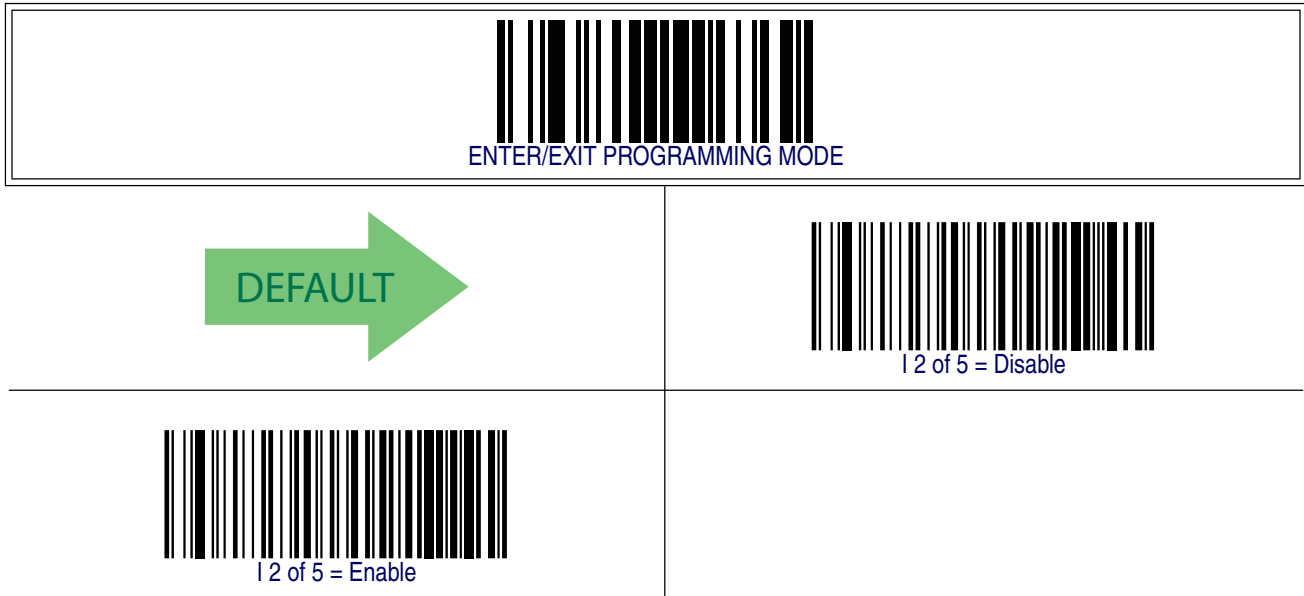 ENTER/EXIT PROGRAMMING MODE
DEFAULT
I 2 of 5 = Disable
I 2 of 5 = Enable